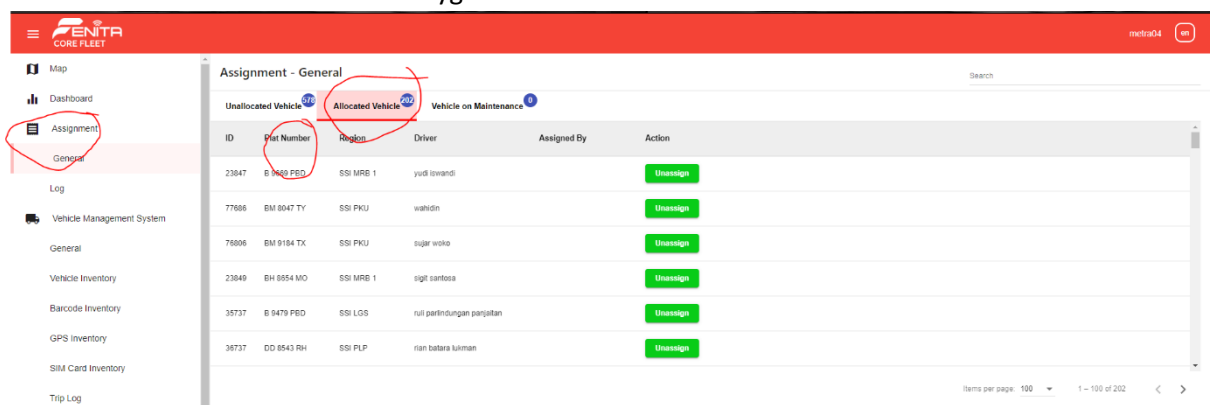 FENITA
CORE FLEET
metra04 en
Map
Dashboard
Assignment
General
Log
Vehicle Management System
General
Vehicle Inventory
Barcode Inventory
GPS Inventory
SIM Card Inventory
Trip Log
Assignment - General
Search
Unallocated Vehicle 578 Allocated Vehicle 202 Vehicle on Maintenance 0
ID Plat Number Region Driver Assigned By Action
23847 B 9669 PBD SSI MRB 1 yudi iswandi Unassign
77686 BM 8047 TY SSI PKU wahidin Unassign
76806 BM 9184 TX SSI PKU sujar woko Unassign
23849 BH 8654 MO SSI MRB 1 sigit santosa Unassign
35737 B 9479 PBD SSI LGS ruli parlindungan panjaitan Unassign
36737 DD 8543 RH SSI PLP rian batara lukman Unassign
Items per page: 100 1 – 100 of 202